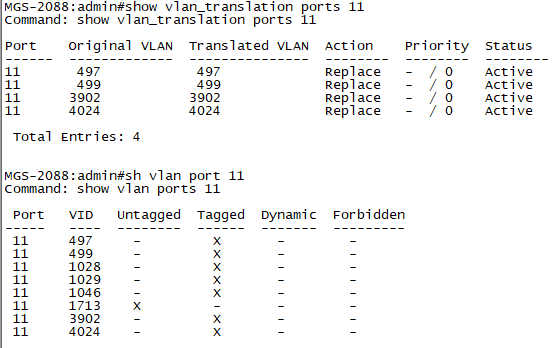 MGS-2088:admin#show vlan_translation ports 11
Command: show vlan_translation ports 11
Port    Original VLAN  Translated VLAN  Action    Priority  Status
------  -------------  ---------------  --------  --------  --------
11       497            497             Replace   -  / 0    Active
11       499            499             Replace   -  / 0    Active
11      3902           3902             Replace   -  / 0    Active
11      4024           4024             Replace   -  / 0    Active
Total Entries: 4
MGS-2088:admin#sh vlan port 11
Command: show vlan ports 11
Port   VID   Untagged  Tagged  Dynamic  Forbidden
-----  ----  --------  ------  -------  ---------
11     497      -        X       -        -
11     499      -        X       -        -
11     1028     -        X       -        -
11     1029     -        X       -        -
11     1046     -        X       -        -
11     1713     X        -       -        -
11     3902     -        X       -        -
11     4024     -        X       -        -